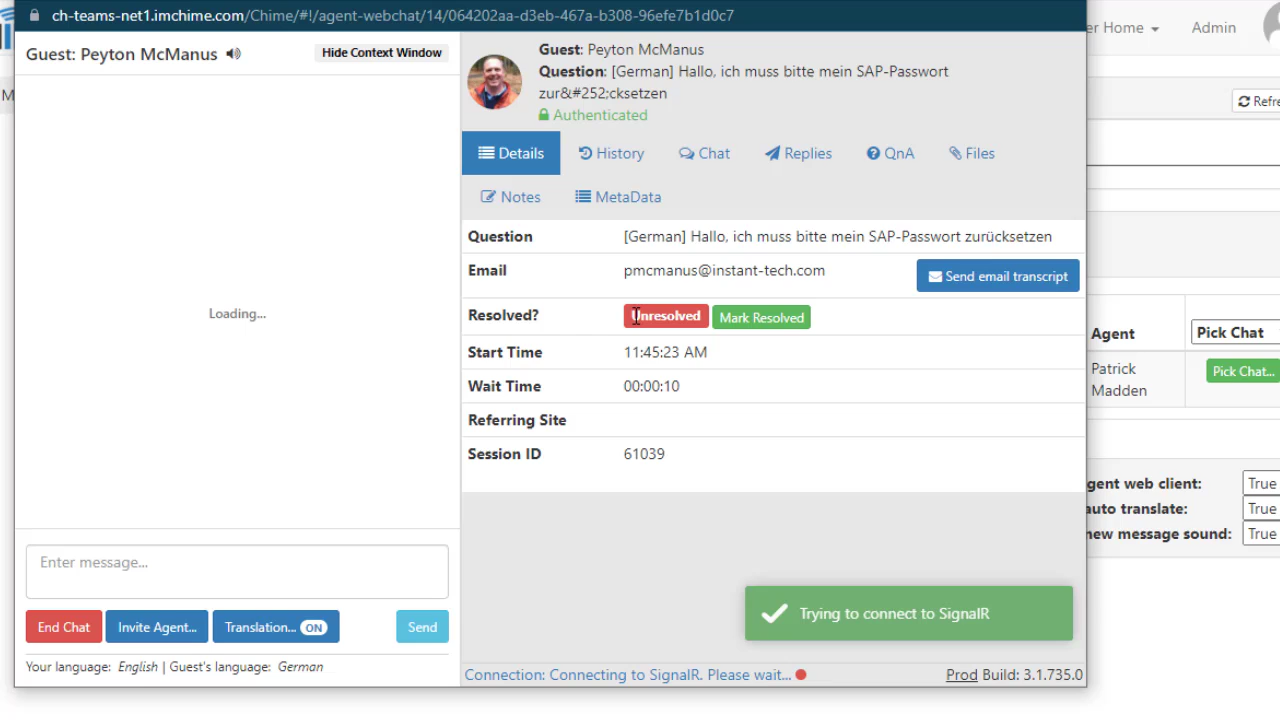 ch-teams-net1.imchime.com/Chime/#!/agent-webchat/14/064202aa-d3eb-467a-b308-96efe7b1d0c7
Guest: Peyton McManus
Hide Context Window
Loading...
Enter message...
End Chat
Invite Agent...
Translation... ON
Send
Your language: English | Guest's language: German
Guest: Peyton McManus
Question: [German] Hallo, ich muss bitte mein SAP-Passwort
zur&#252;cksetzen
Authenticated
Details
History
Chat
Replies
QnA
Files
Notes
MetaData
Question [German] Hallo, ich muss bitte mein SAP-Passwort zurücksetzen
Email pmcmanus@instant-tech.com
Send email transcript
Resolved? Unresolved Mark Resolved
Start Time 11:45:23 AM
Wait Time 00:00:10
Referring Site
Session ID 61039
Trying to connect to SignalR
Connection: Connecting to SignalR. Please wait...
Prod Build: 3.1.735.0
er Home
Admin
M
Refre
Agent
Pick Chat
Patrick
Madden
Pick Chat...
gent web client: True
auto translate: True
new message sound: True